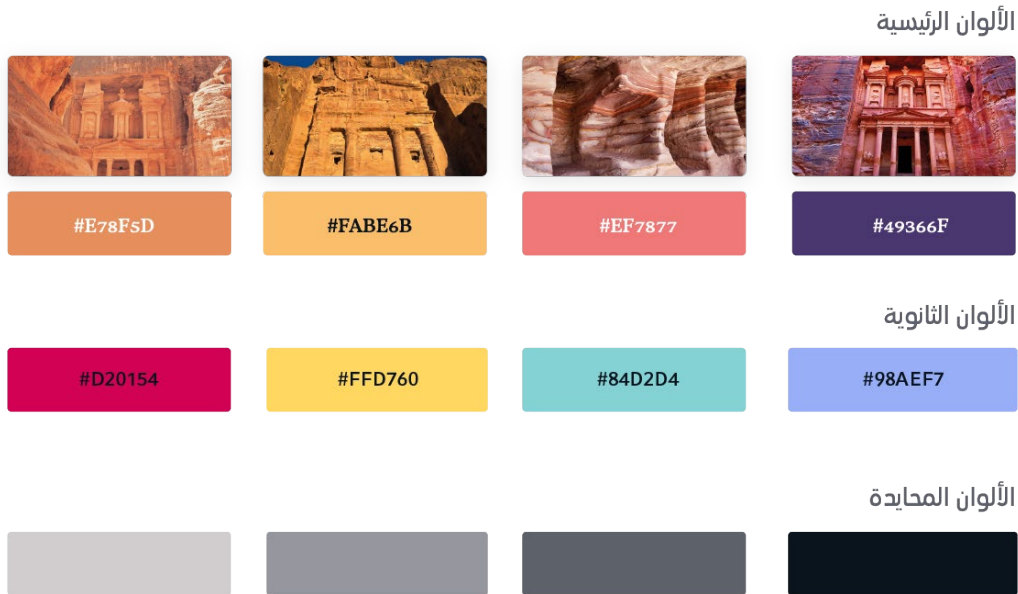 الألوان الرئيسية
#49366F
#EF7877
#FABE6B
#E78F5D
الألوان الثانوية
#98AEF7
#84D2D4
#FFD760
#D20154
الألوان المحايدة